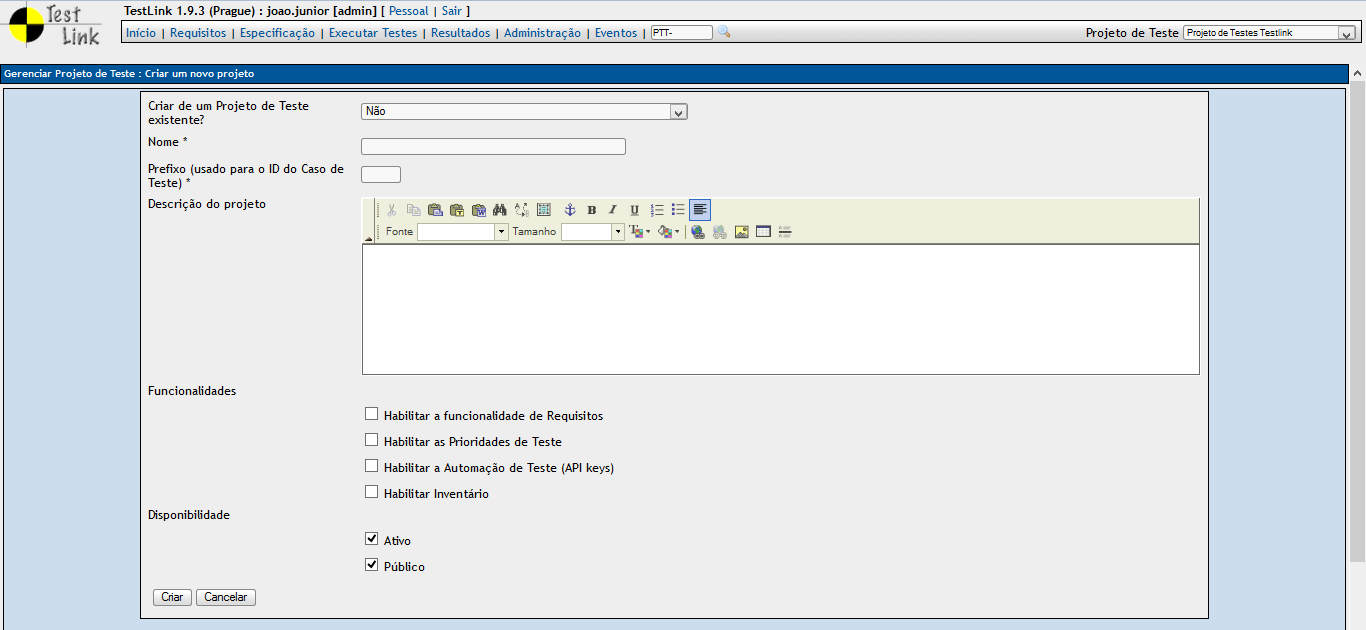 Test
Link
TestLink 1.9.3 (Prague) : joao.junior [admin] [ Pessoal | Sair ]
Início | Requisitos | Especificação | Executar Testes | Resultados | Administração | Eventos | PTT-
Projeto de Teste Projeto de Testes Testlink
Gerenciar Projeto de Teste : Criar um novo projeto
Criar de um Projeto de Teste
existente?
Não
Nome *
Prefixo (usado para o ID do Caso de
Teste) *
Descrição do projeto
B I U
Fonte Tamanho
Funcionalidades
Habilitar a funcionalidade de Requisitos
Habilitar as Prioridades de Teste
Habilitar a Automação de Teste (API keys)
Habilitar Inventário
Disponibilidade
Ativo
Público
Criar Cancelar